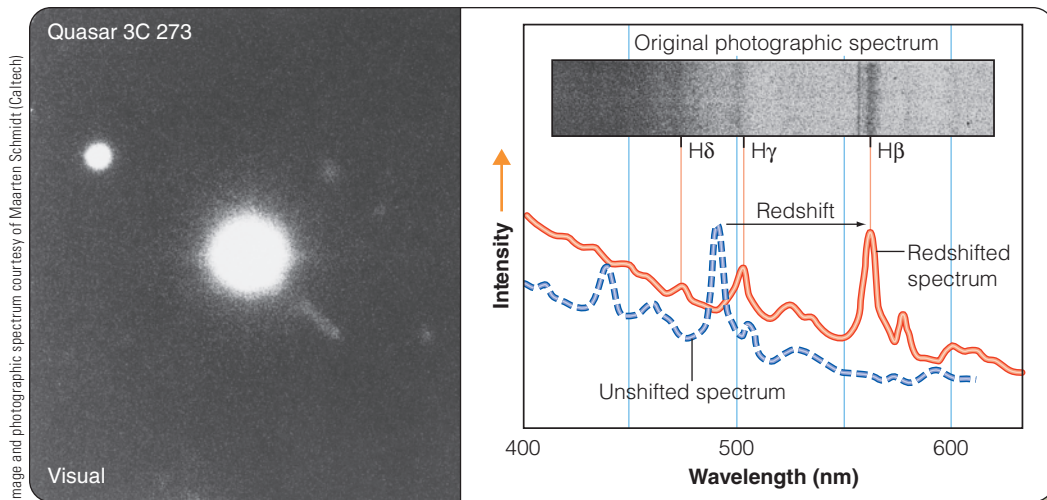 mage and photographic spectrum courtesy of Maarten Schmidt (Caltech)
Quasar 3C 273
Visual
Original photographic spectrum
Hδ
Hγ
Hβ
Redshift
Redshifted
spectrum
Unshifted spectrum
Intensity
400
500
600
Wavelength (nm)